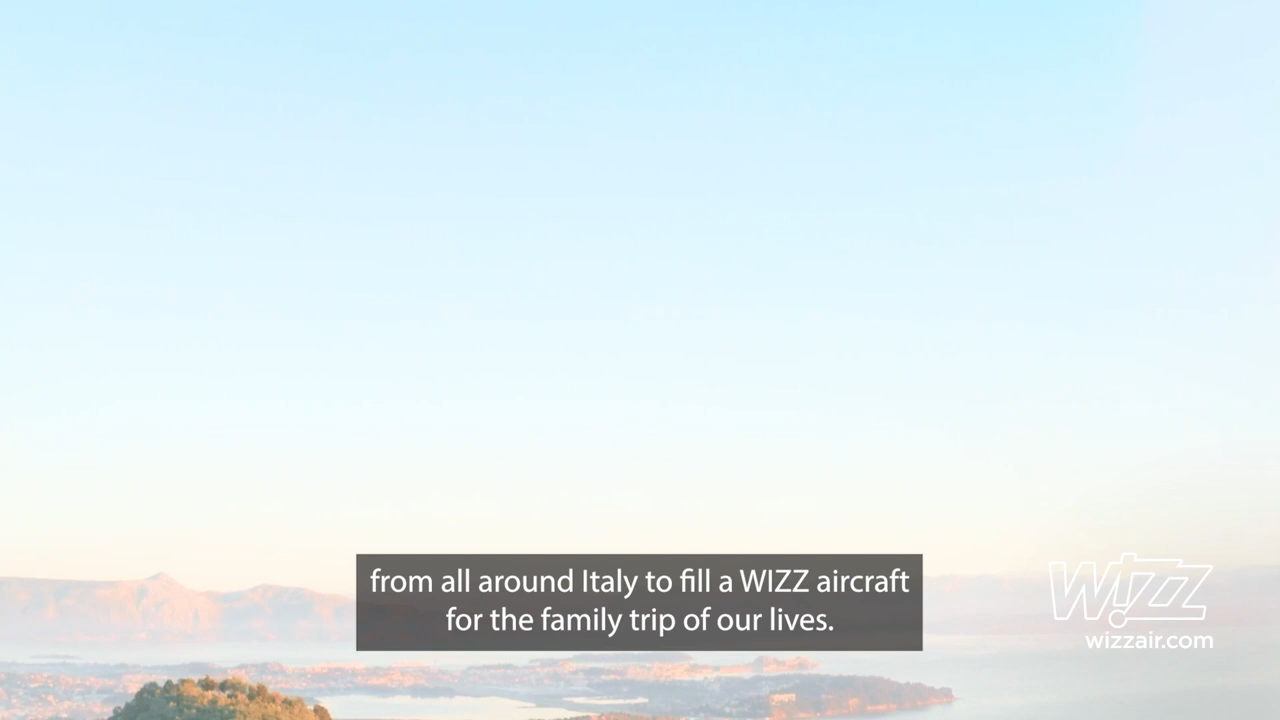 from all around Italy to fill a WIZZ aircraft
for the family trip of our lives.
WIZZ
wizzair.com